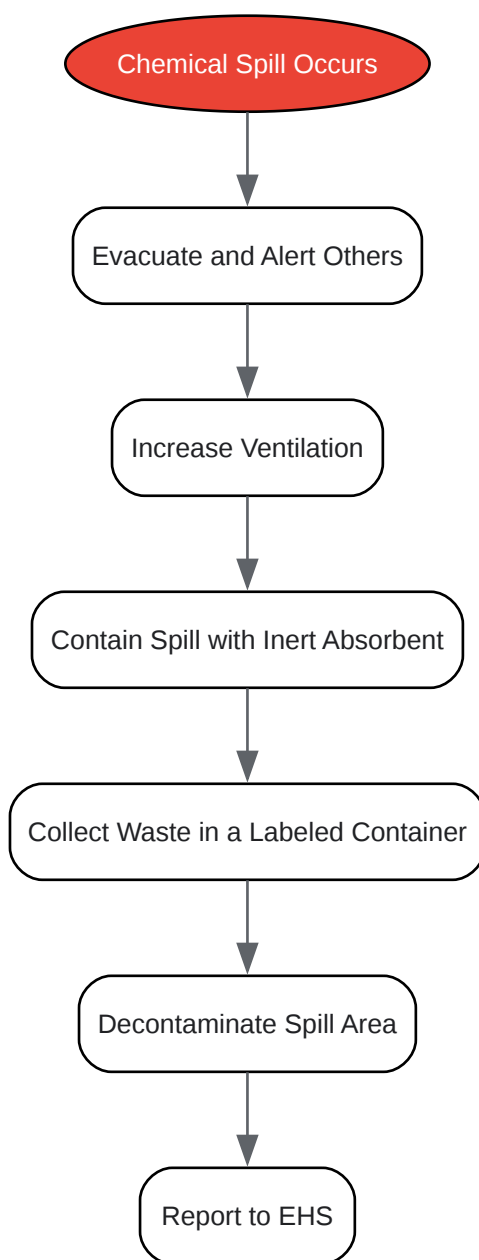 Chemical Spill Occurs
Evacuate and Alert Others
Increase Ventilation
Contain Spill with Inert Absorbent
Collect Waste in a Labeled Container
Decontaminate Spill Area
Report to EHS